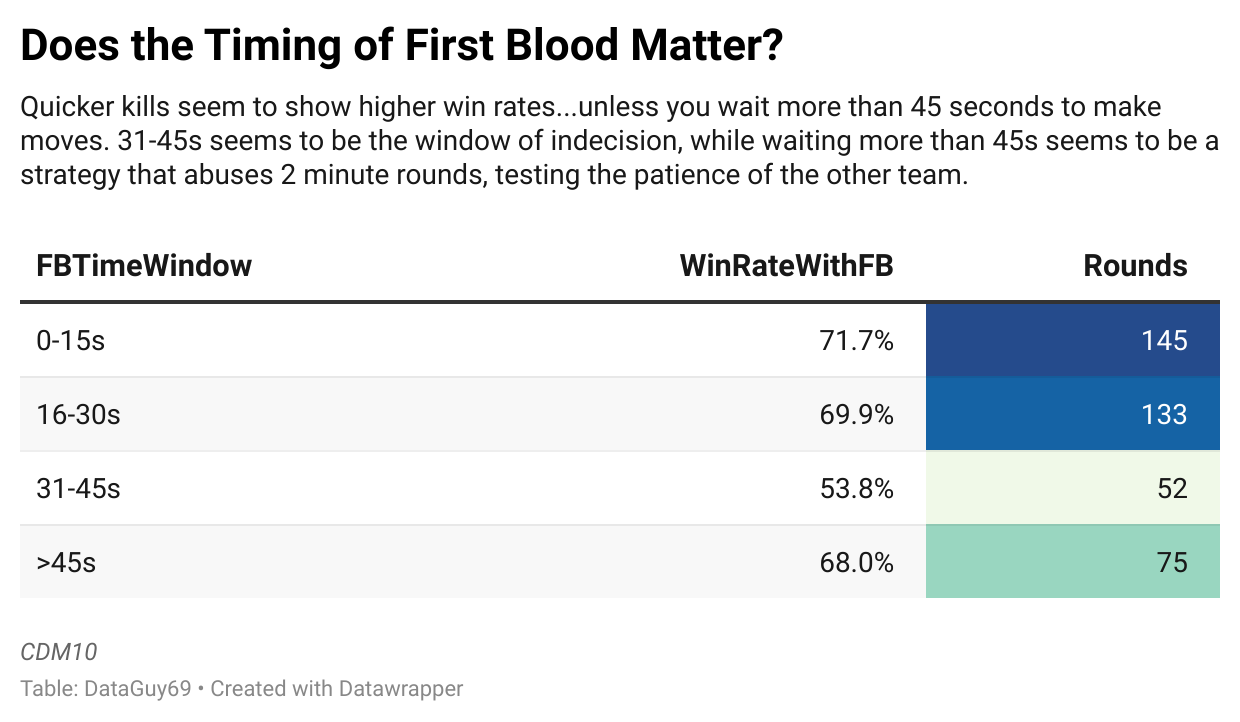 Does the Timing of First Blood Matter?
Quicker kills seem to show higher win rates...unless you wait more than 45 seconds to make
moves. 31-45s seems to be the window of indecision, while waiting more than 45s seems to be a
strategy that abuses 2 minute rounds, testing the patience of the other team.
FBTimeWindow WinRateWithFB Rounds
0-15s 71.7% 145
16-30s 69.9% 133
31-45s 53.8% 52
>45s 68.0% 75
CDM10
Table: DataGuy69 • Created with Datawrapper